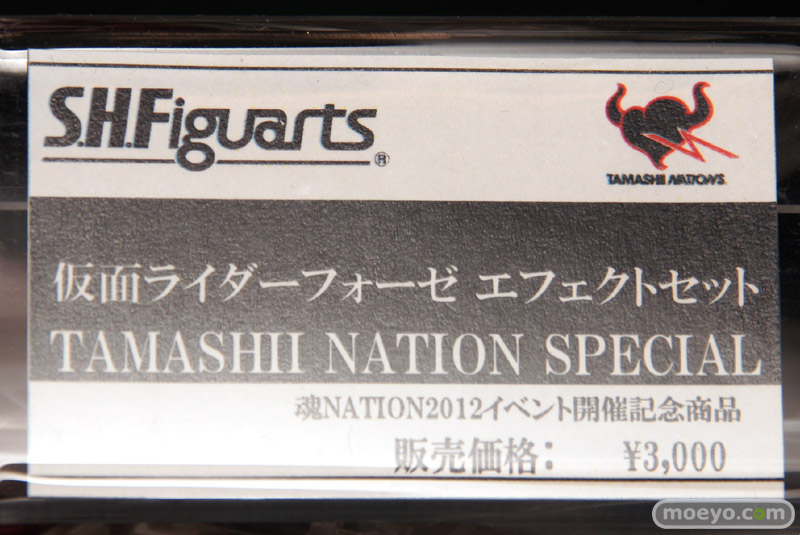 S.H.Figuarts®
TAMASHII NATIONS
仮面ライダーフォーゼ エフェクトセット
TAMASHII NATION SPECIAL
魂NATION2012イベント開催記念商品
販売価格: ¥3,000
moeyo.com